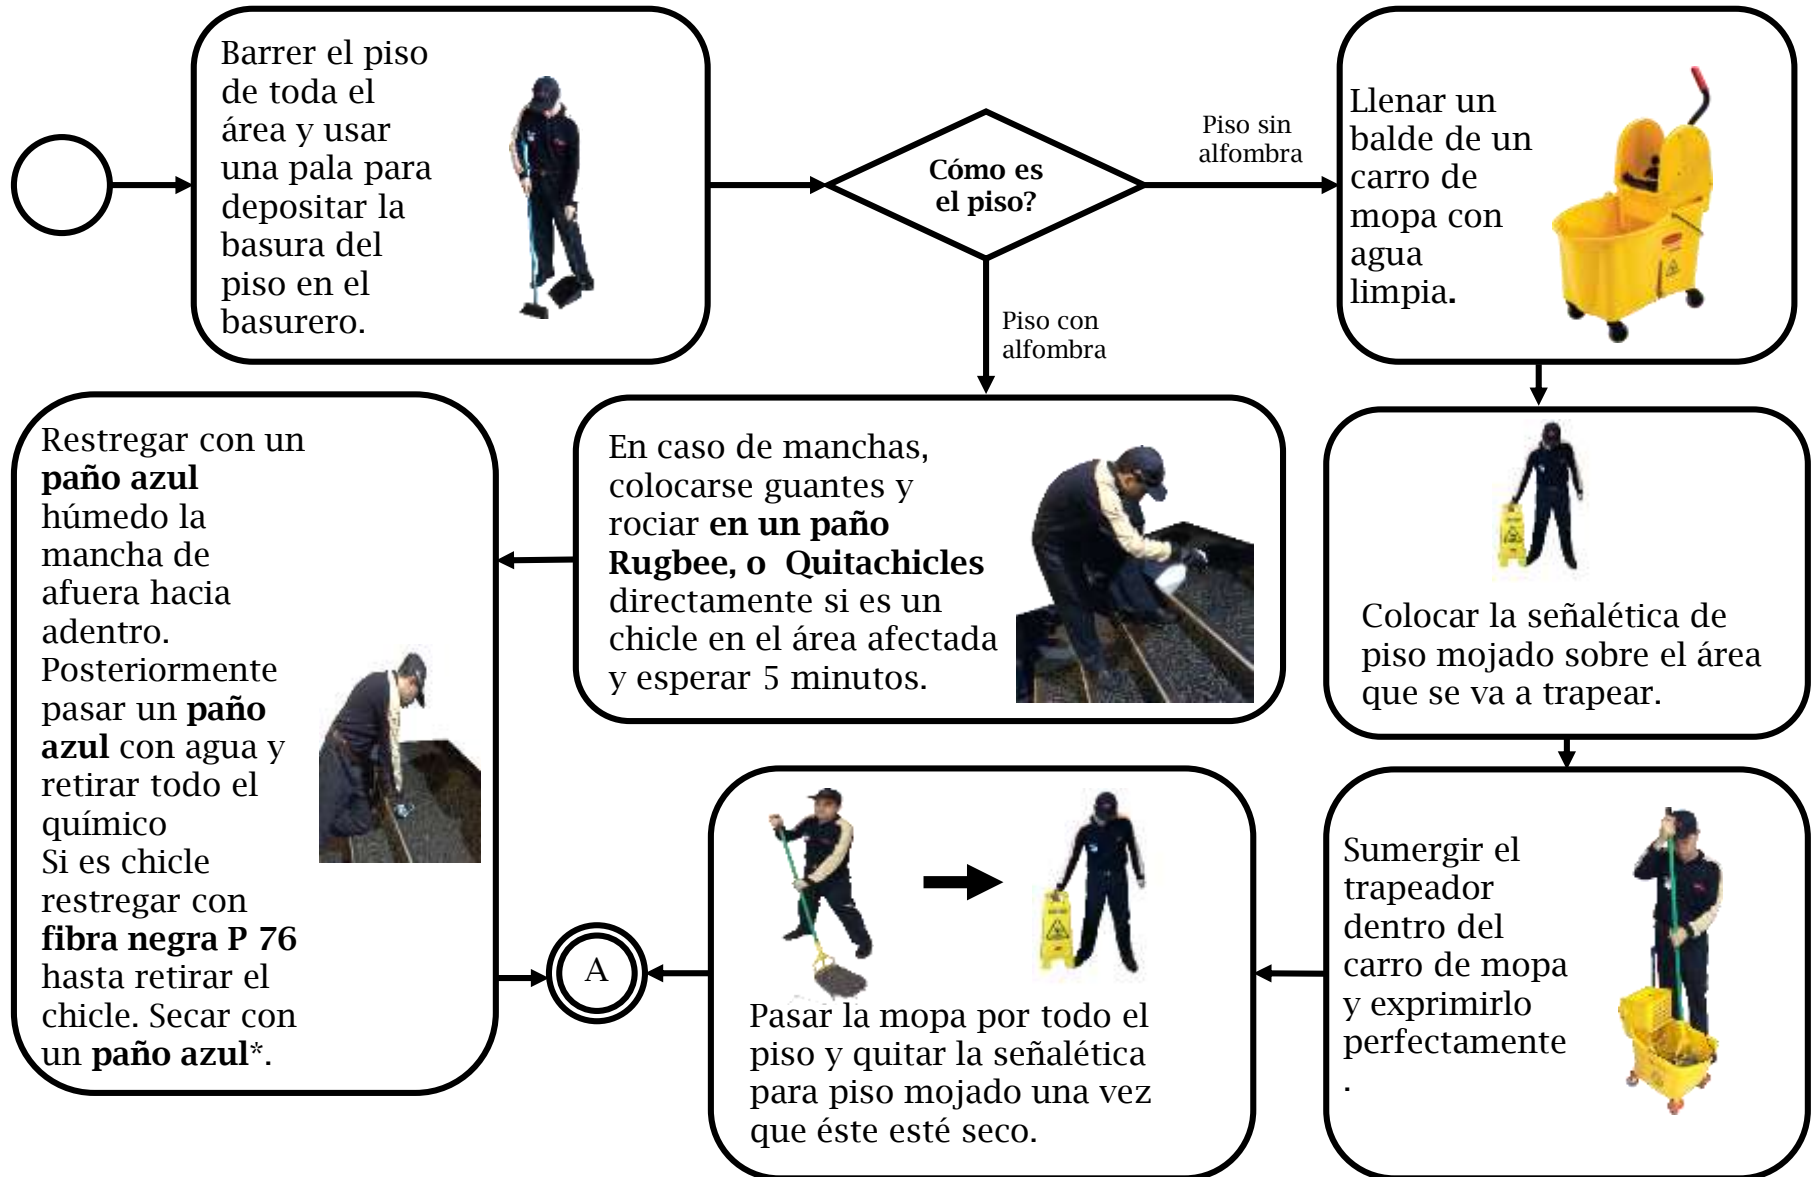 Barrer el piso
de toda el
área y usar
una pala para
depositar la
basura del
piso en el
basurero.
Cómo es
el piso?
Piso sin
alfombra
Llenar un
balde de un
carro de
mopa con
agua
limpia.
Piso con
alfombra
Restregar con un
paño azul
húmedo la
mancha de
afuera hacia
adentro.
Posteriormente
pasar un paño
azul con agua y
retirar todo el
químico
Si es chicle
restregar con
fibra negra P 76
hasta retirar el
chicle. Secar con
un paño azul*.
En caso de manchas,
colocarse guantes y
rociar en un paño
Rugbee, o Quitachicles
directamente si es un
chicle en el área afectada
y esperar 5 minutos.
Colocar la señalética de
piso mojado sobre el área
que se va a trapear.
Sumergir el
trapeador
dentro del
carro de mopa
y exprimirlo
perfectamente
.
Pasar la mopa por todo el
piso y quitar la señalética
para piso mojado una vez
que éste esté seco.
A